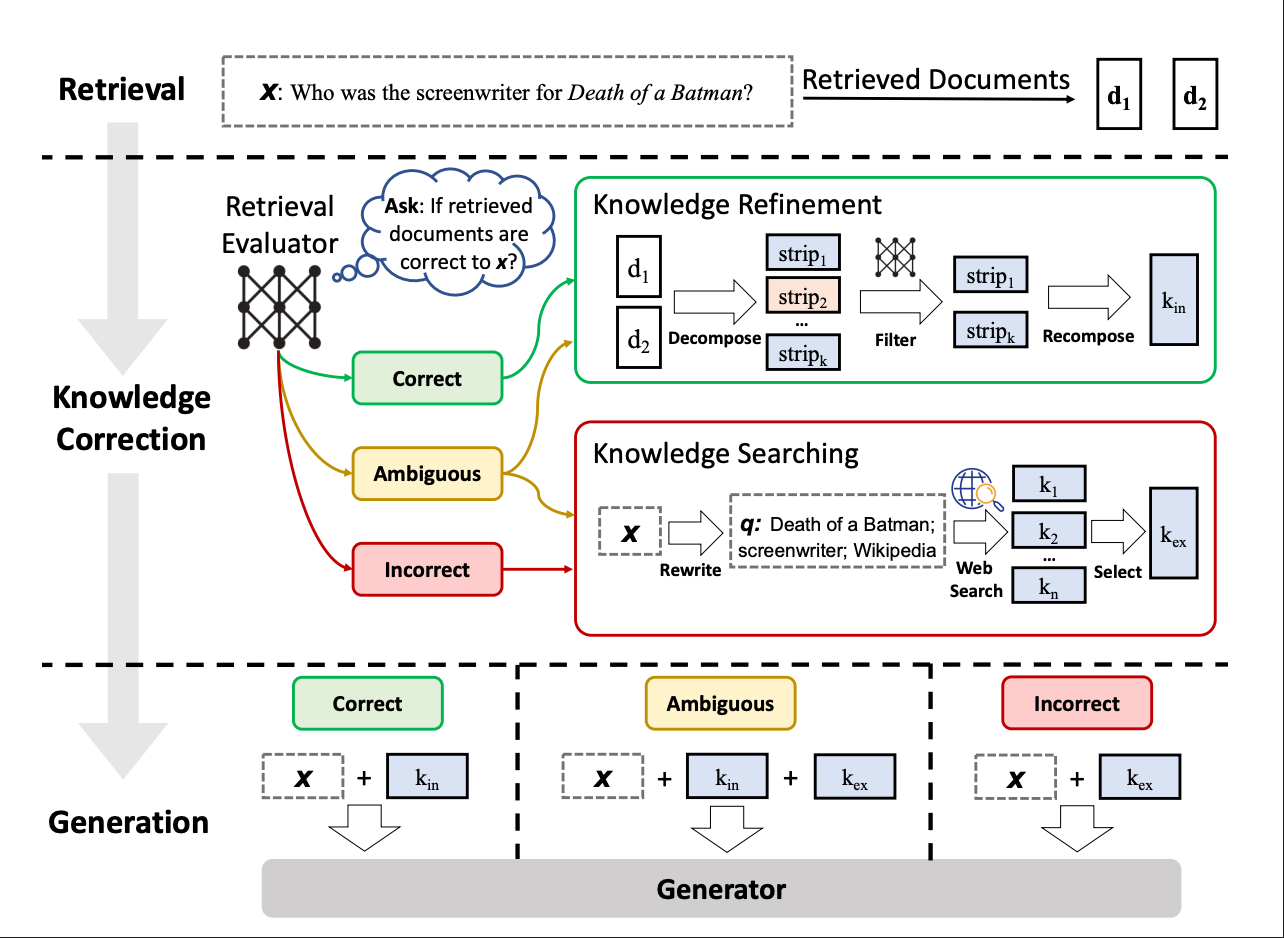 Retrieval
x: Who was the screenwriter for Death of a Batman?
Retrieved Documents
d1
d2
Retrieval
Evaluator
Ask: If retrieved
documents are
correct to x?
Knowledge
Correction
Correct
Ambiguous
Incorrect
Knowledge Refinement
d1
d2
Decompose
strip1
strip2
...
stripk
Filter
strip1
stripk
Recompose
kin
Knowledge Searching
x
Rewrite
q: Death of a Batman;
screenwriter; Wikipedia
Web
Search
k1
k2
...
kn
Select
kex
Generation
Correct
x + kin
Ambiguous
x + kin + kex
Incorrect
x + kex
Generator